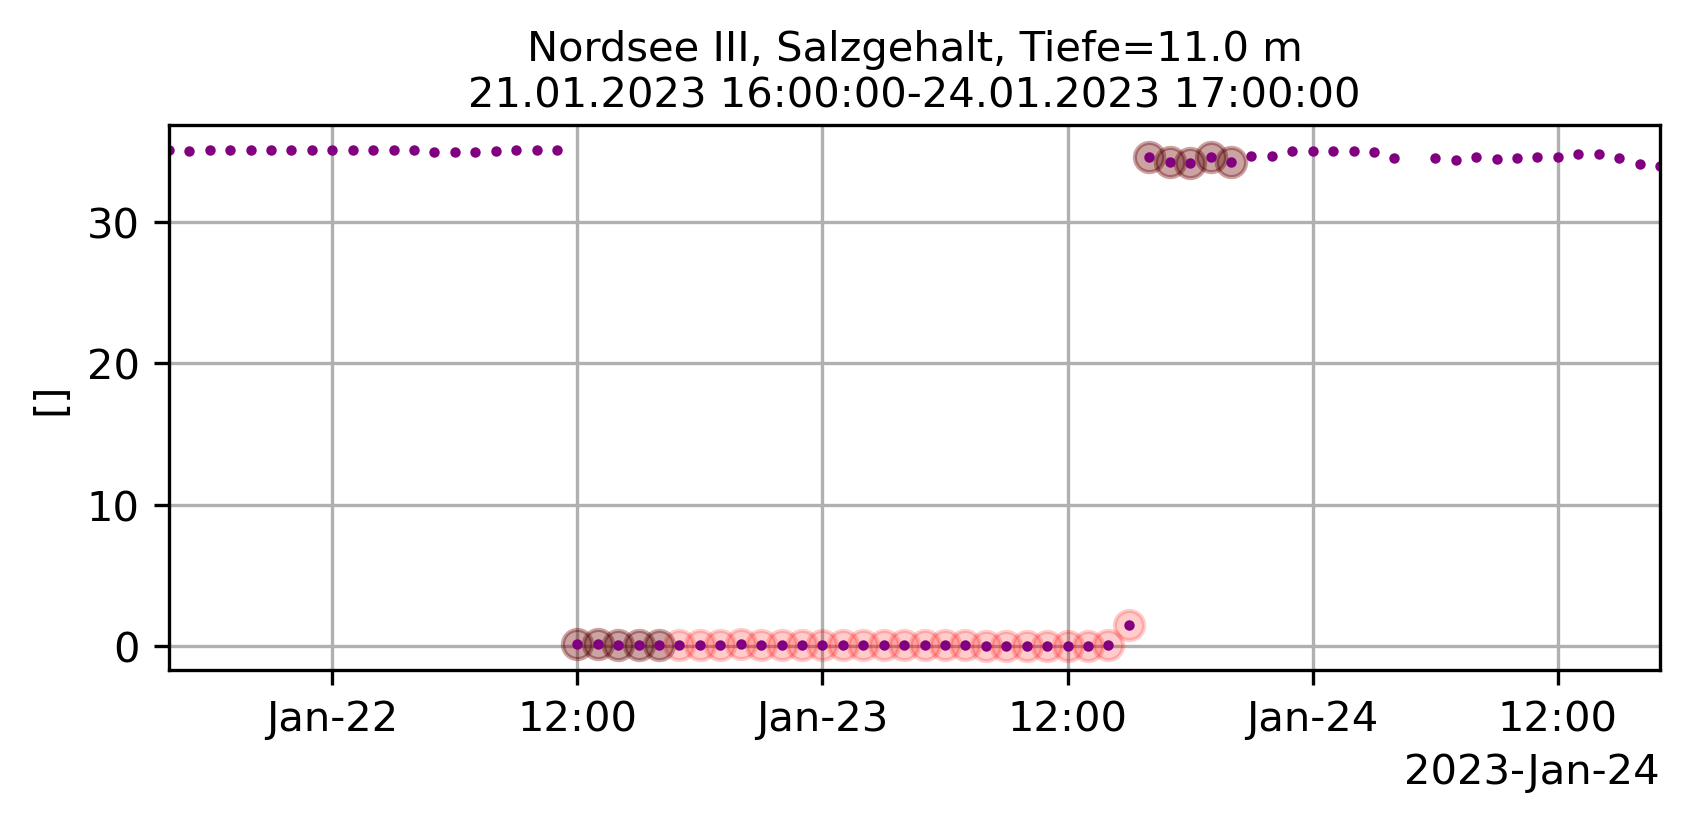 Nordsee III, Salzgehalt, Tiefe=11.0 m
21.01.2023 16:00:00-24.01.2023 17:00:00
30
20
10
0
[]
Jan-22 12:00 Jan-23 12:00 Jan-24 12:00
2023-Jan-24